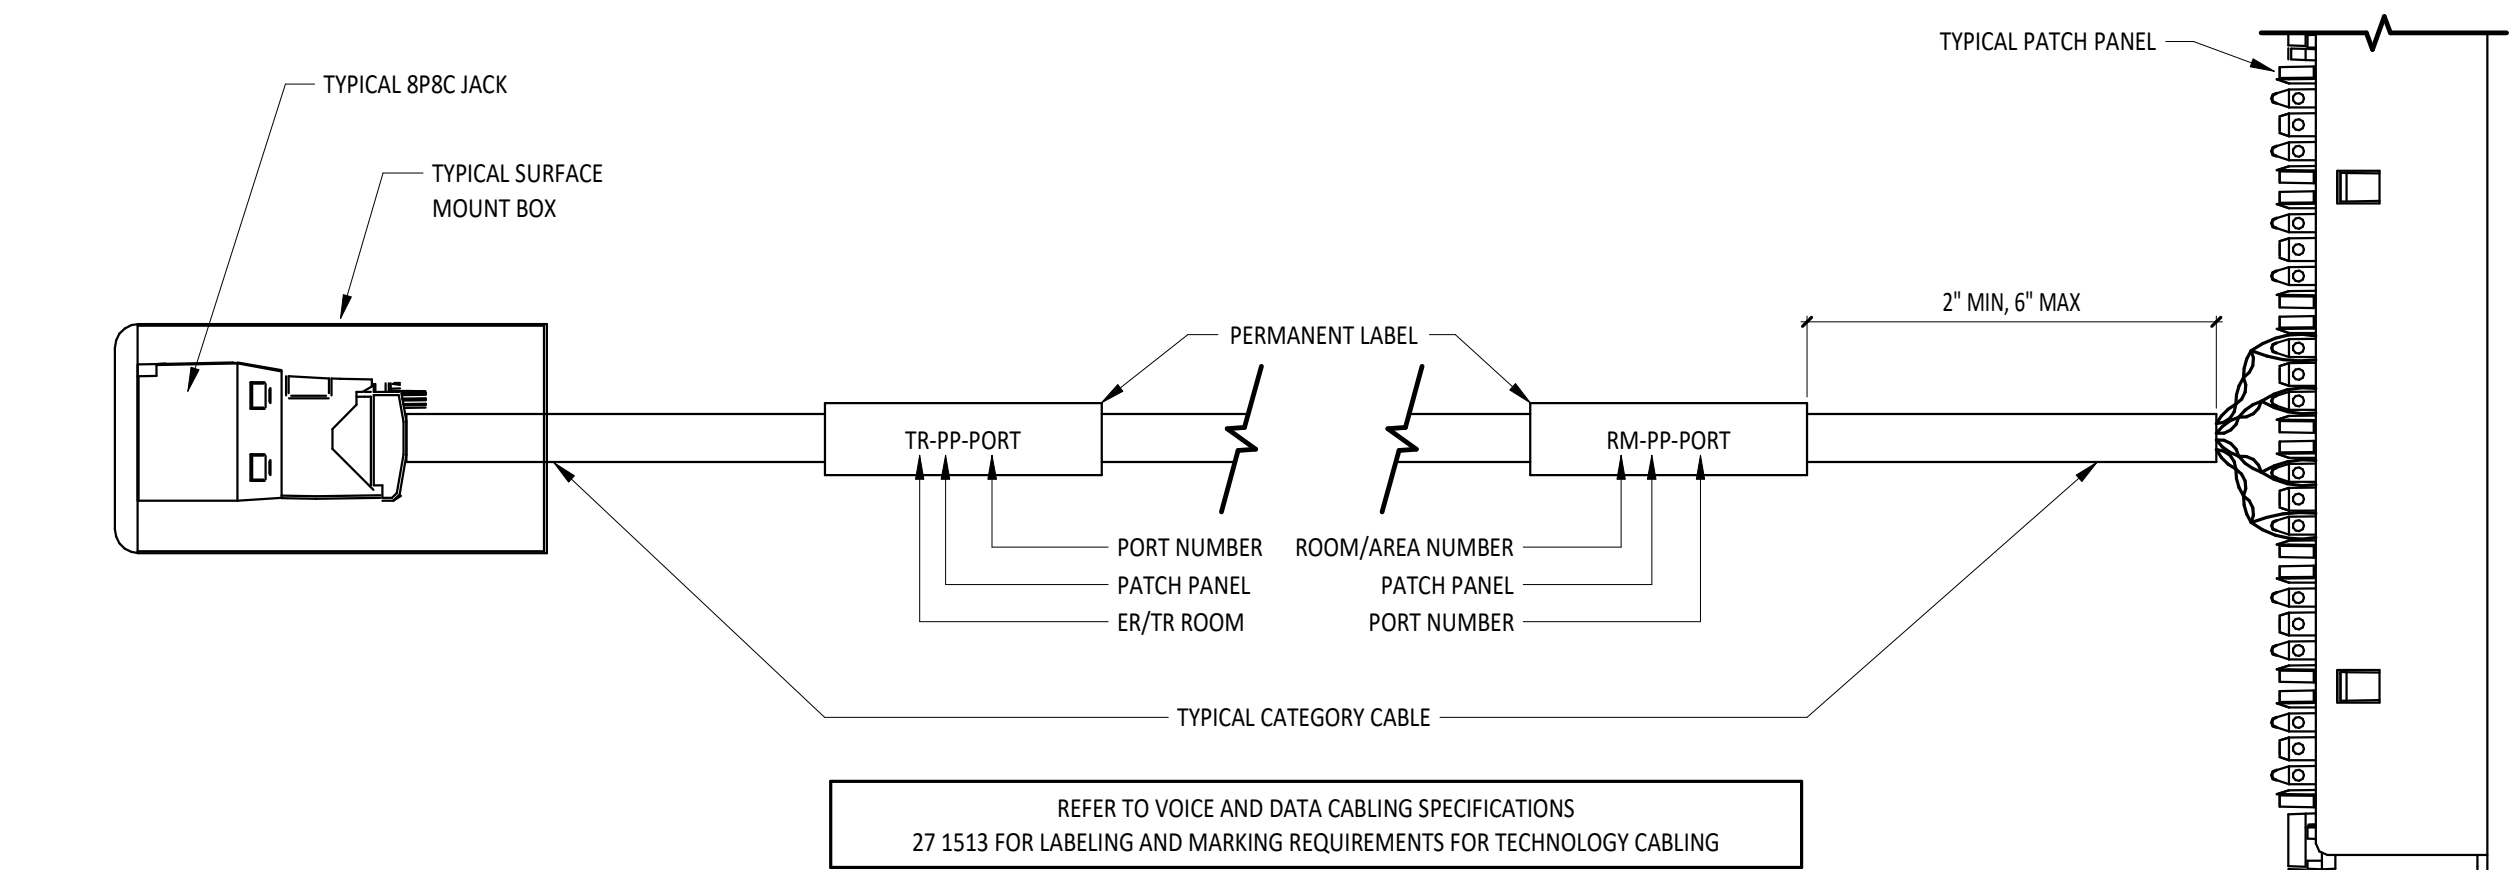 TYPICAL PATCH PANEL
TYPICAL 8P8C JACK
TYPICAL SURFACE
MOUNT BOX
2" MIN, 6" MAX
PERMANENT LABEL
TR-PP-PORT
RM-PP-PORT
PORT NUMBER
PATCH PANEL
ER/TR ROOM
ROOM/AREA NUMBER
PATCH PANEL
PORT NUMBER
TYPICAL CATEGORY CABLE
REFER TO VOICE AND DATA CABLING SPECIFICATIONS
27 1513 FOR LABELING AND MARKING REQUIREMENTS FOR TECHNOLOGY CABLING